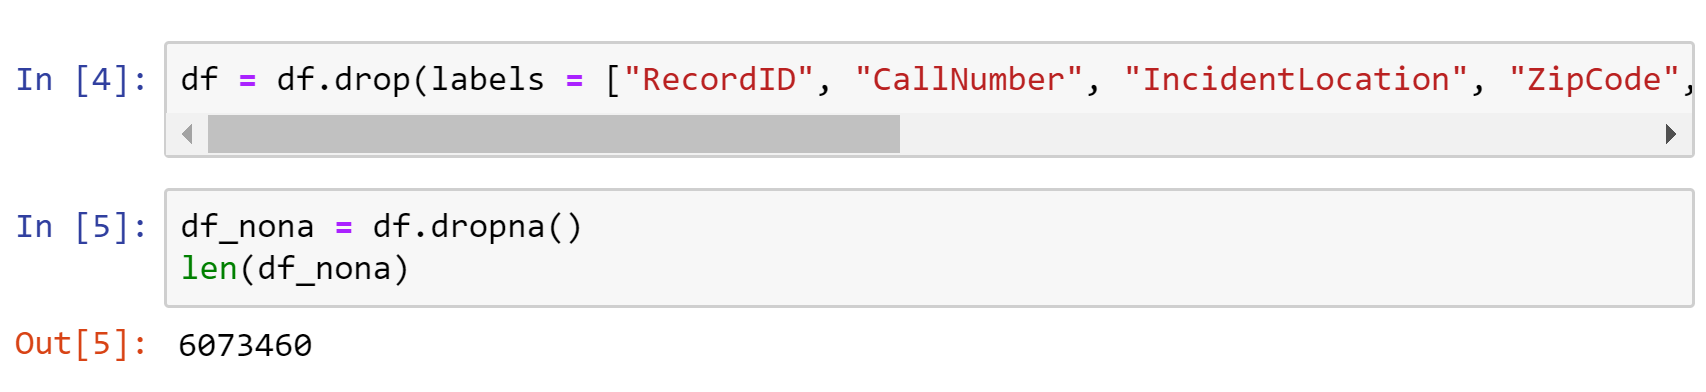 In [4]: df = df.drop(labels = ["RecordID", "CallNumber", "IncidentLocation", "ZipCode",
In [5]: df_nona = df.dropna()
len(df_nona)
Out[5]: 6073460